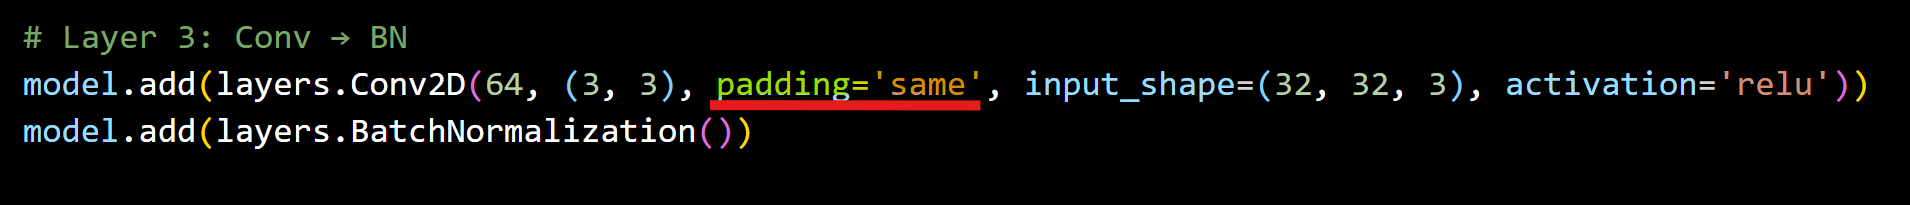 # Layer 3: Conv → BN
model.add(layers.Conv2D(64, (3, 3), padding='same', input_shape=(32, 32, 3), activation='relu'))
model.add(layers.BatchNormalization())